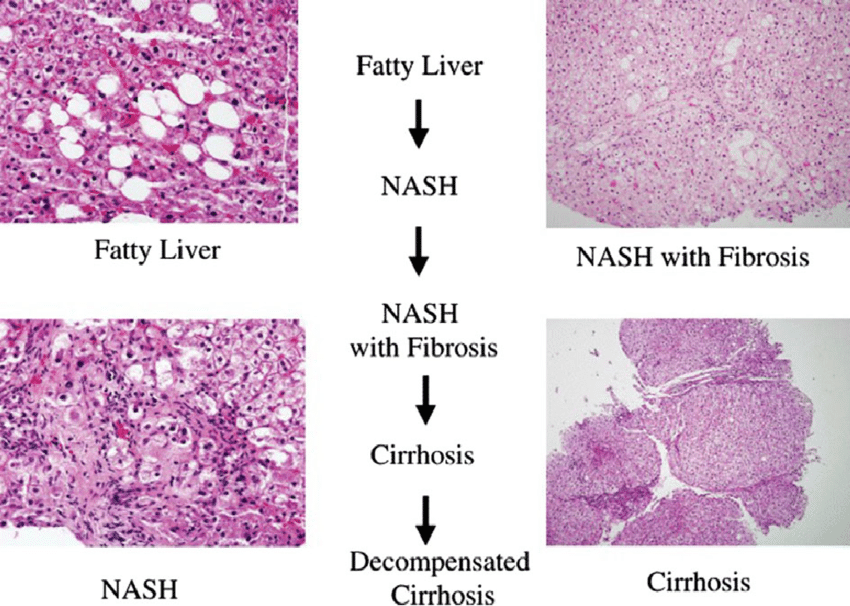 Fatty Liver
NASH
NASH
with Fibrosis
Cirrhosis
Decompensated
Cirrhosis
Fatty Liver
NASH with Fibrosis
NASH
Cirrhosis